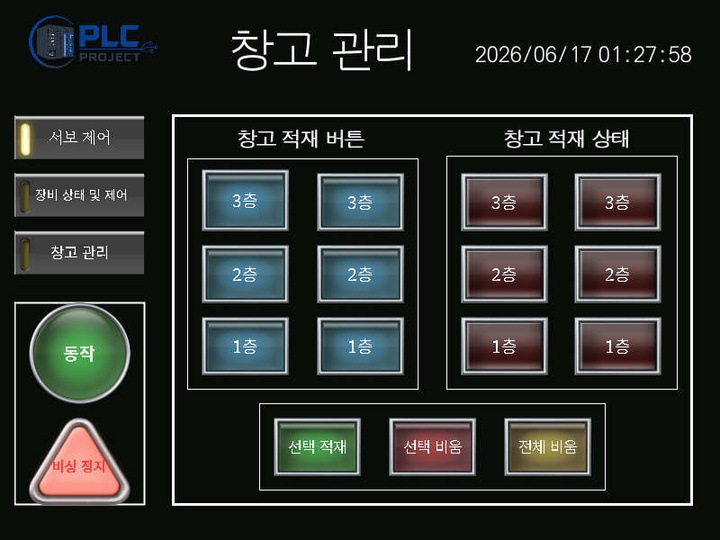 PLC
PROJECT
창고 관리
2026/06/17 01:27:58
서보 제어
장비 상태 및 제어
창고 관리
동작
비상 정지
창고 적재 버튼
3층 3층
2층 2층
1층 1층
창고 적재 상태
3층 3층
2층 2층
1층 1층
선택 적재
선택 비움
전체 비움